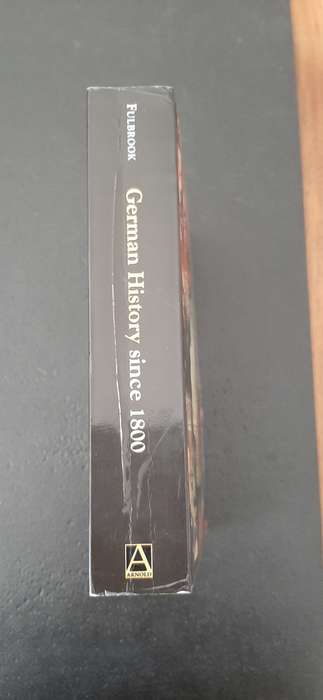 FULBROOK
German History since 1800
A
ARNOLD